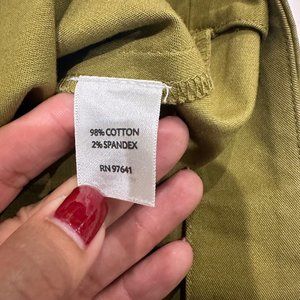 98% COTTON
2% SPANDEX
RN 97641